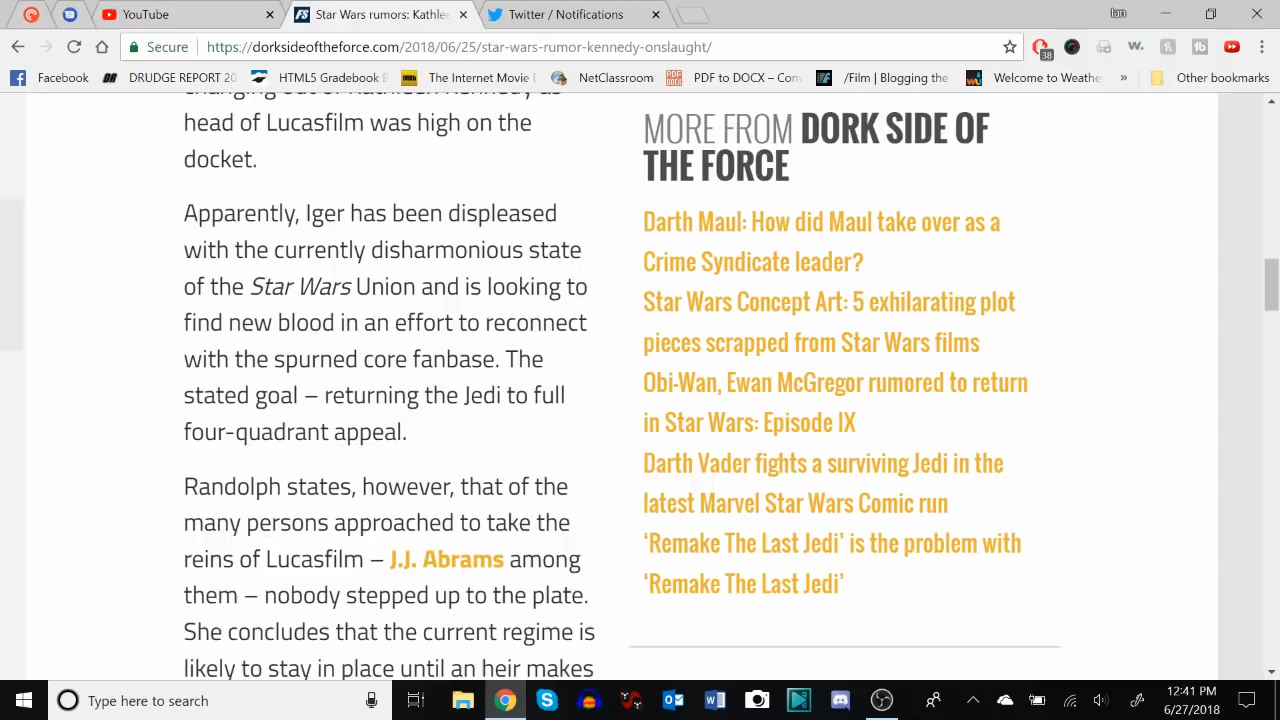 YouTube
Star Wars rumors: Kathlee
Twitter / Notifications
Secure
https://dorksideoftheforce.com/2018/06/25/star-wars-rumor-kennedy-onslaught/
38
Facebook
DRUDGE REPORT 20
HTML5 Gradebook E
The Internet Movie D
NetClassroom
PDF to DOCX – Conv
/Film | Blogging the
Welcome to Weathe
»
Other bookmarks
changing out of Kathleen Kennedy as
head of Lucasfilm was high on the
docket.
Apparently, Iger has been displeased
with the currently disharmonious state
of the Star Wars Union and is looking to
find new blood in an effort to reconnect
with the spurned core fanbase. The
stated goal – returning the Jedi to full
four-quadrant appeal.
Randolph states, however, that of the
many persons approached to take the
reins of Lucasfilm – J.J. Abrams among
them – nobody stepped up to the plate.
She concludes that the current regime is
likely to stay in place until an heir makes
MORE FROM DORK SIDE OF
THE FORCE
Darth Maul: How did Maul take over as a
Crime Syndicate leader?
Star Wars Concept Art: 5 exhilarating plot
pieces scrapped from Star Wars films
Obi-Wan, Ewan McGregor rumored to return
in Star Wars: Episode IX
Darth Vader fights a surviving Jedi in the
latest Marvel Star Wars Comic run
‘Remake The Last Jedi’ is the problem with
‘Remake The Last Jedi’
Type here to search
12:41 PM
6/27/2018